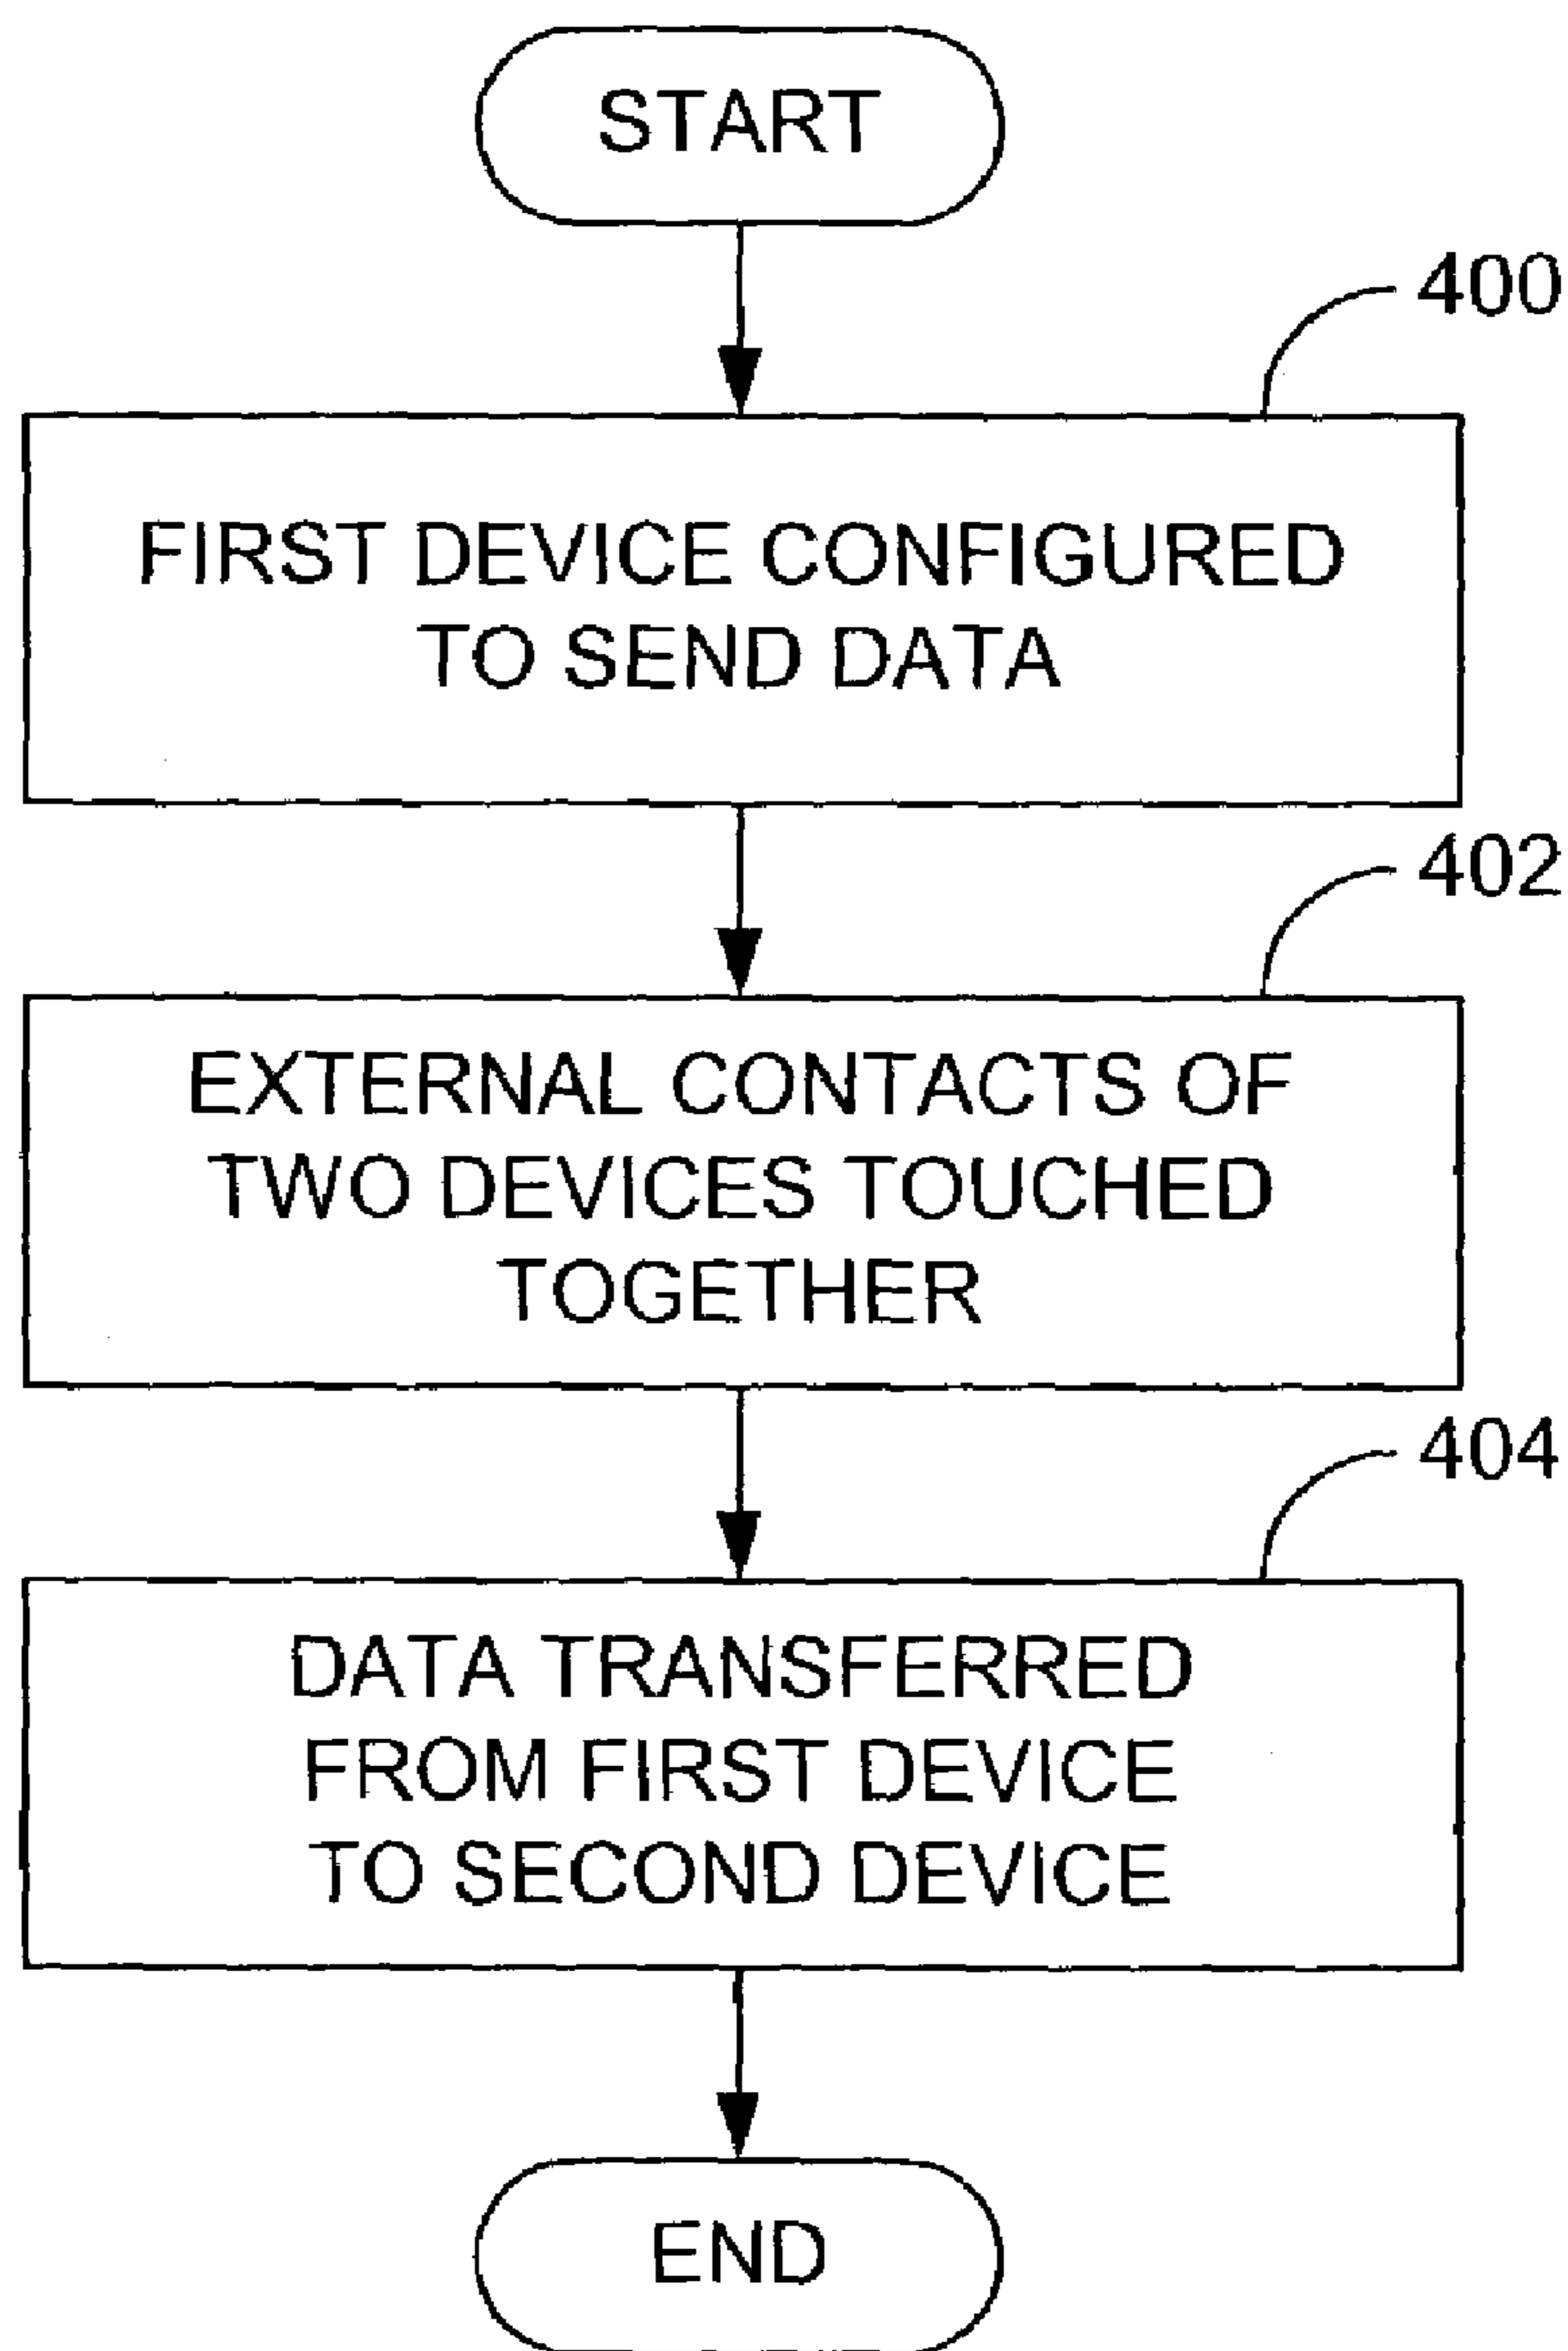 START
400
FIRST DEVICE CONFIGURED
TO SEND DATA
402
EXTERNAL CONTACTS OF
TWO DEVICES TOUCHED
TOGETHER
404
DATA TRANSFERRED
FROM FIRST DEVICE
TO SECOND DEVICE
END